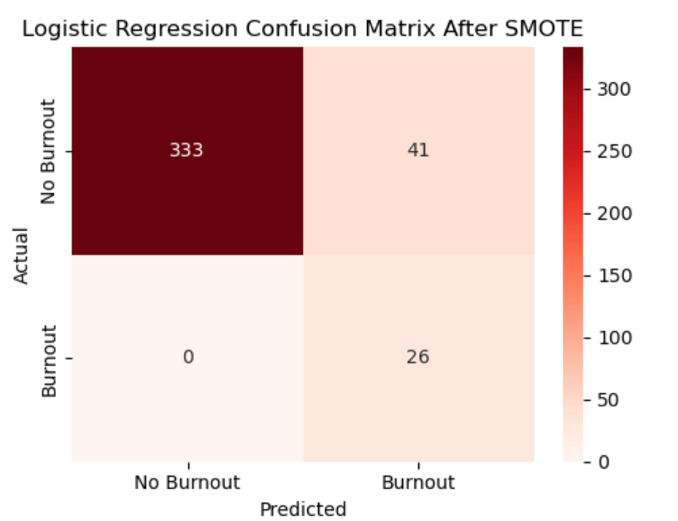 Logistic Regression Confusion Matrix After SMOTE
No Burnout
Burnout
Actual
333
41
0
26
No Burnout
Burnout
Predicted
300
250
200
150
100
50
0